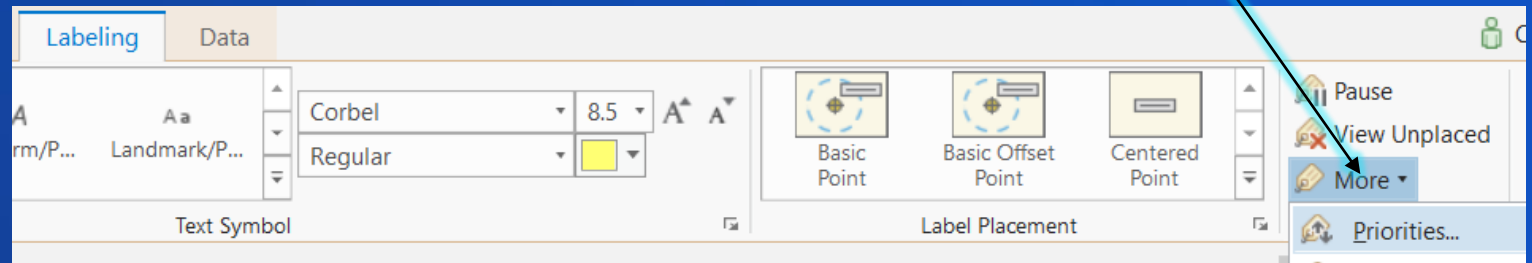 Labeling Data
A Aa
rm/P... Landmark/P...
Corbel 8.5 A A
Regular
Text Symbol
Basic Point
Basic Offset Point
Centered Point
Label Placement
Pause
View Unplaced
More
Priorities...